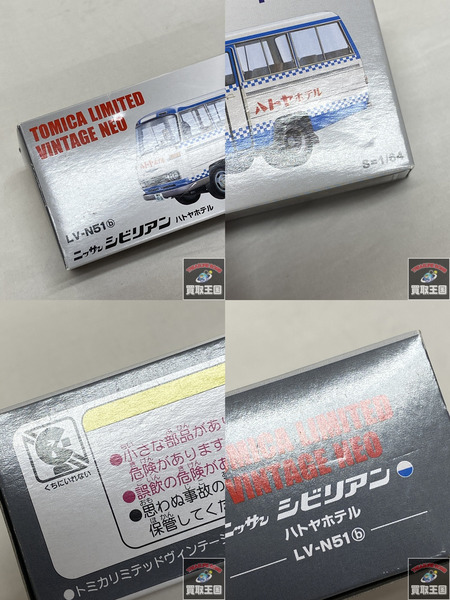 TOMICA LIMITED
VINTAGE NEO
LV-N51ⓑ
ニッサン シビリアン ハトヤホテル
買取王国
ハトヤホテル
S=1/64
買取王国
くちにいれない
●小さな部品があり
危険があります
●誤飲の危険があ
●思わぬ事故の
保管してくだ
●トミカリミテッドヴィンテージ
買取王国
TOMICA LIMITED
VINTAGE NEO
ニッサン シビリアン
ハトヤホテル
LV-N51ⓑ
買取王国